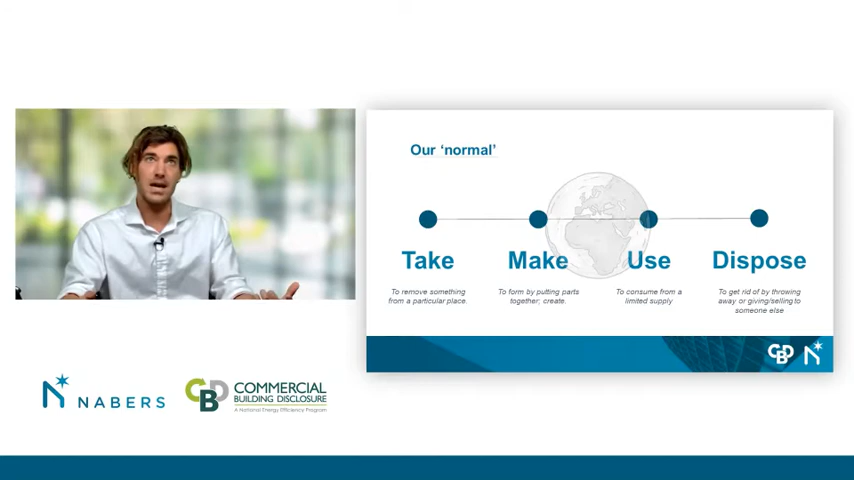 Our ‘normal’
Take
Make
Use
Dispose
To remove something
from a particular place.
To form by putting parts
together; create.
To consume from a
limited supply
To get rid of by throwing
away or giving/selling to
someone else
CBD N
NABERS
CBD
COMMERCIAL
BUILDING DISCLOSURE
A National Energy Efficiency Program